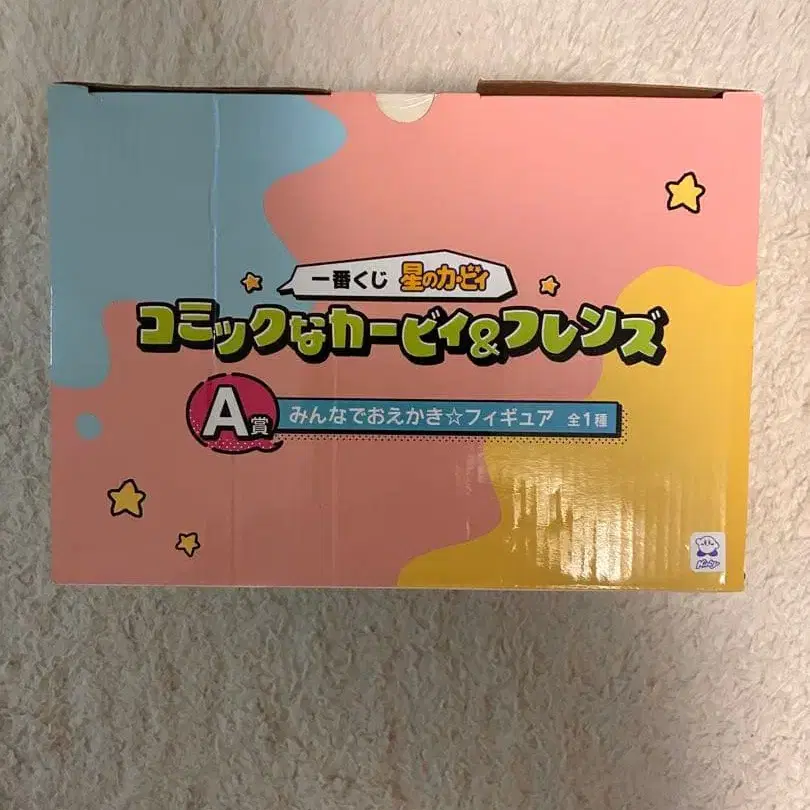 一番くじ 星のカービィ
コミックなカービィ&フレンズ
A賞 みんなでおえかき☆フィギュア 全1種
Kirby